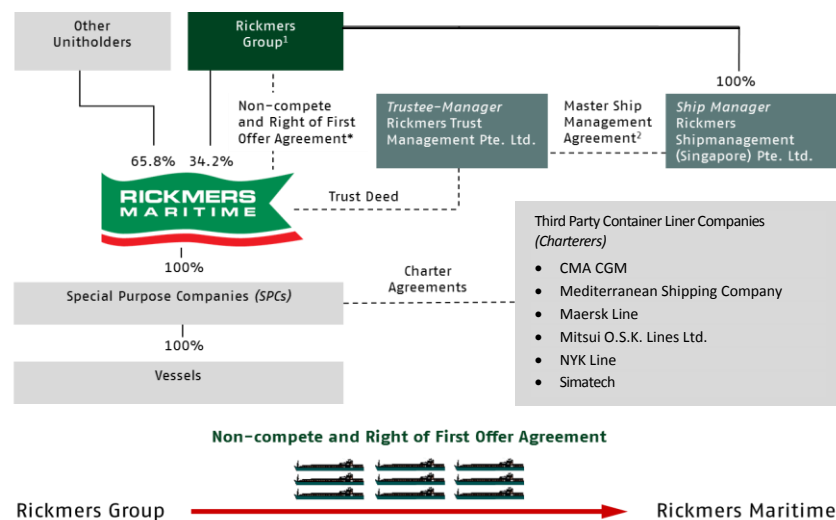 Other
Unitholders
Rickmers
Group¹
100%
Non-compete
and Right of First
Offer Agreement*
Trustee-Manager
Rickmers Trust
Management Pte. Ltd.
Master Ship
Management
Agreement²
Ship Manager
Rickmers
Shipmanagement
(Singapore) Pte. Ltd.
65.8%
34.2%
RICKMERS
MARITIME
Trust Deed
100%
Special Purpose Companies (SPCs)
Charter
Agreements
Third Party Container Liner Companies
(Charterers)
• CMA CGM
• Mediterranean Shipping Company
• Maersk Line
• Mitsui O.S.K. Lines Ltd.
• NYK Line
• Simatech
100%
Vessels
Non-compete and Right of First Offer Agreement
Rickmers Group
Rickmers Maritime